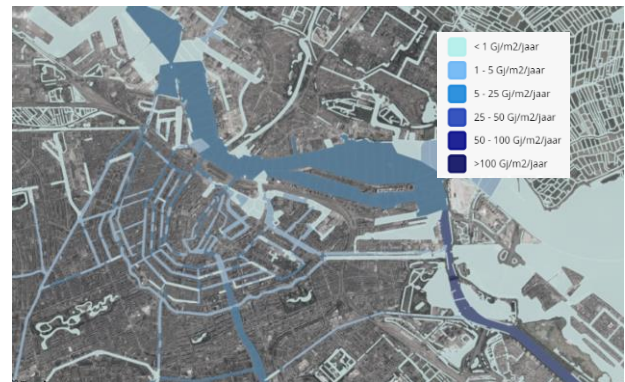 < 1 Gj/m2/jaar
1 - 5 Gj/m2/jaar
5 - 25 Gj/m2/jaar
25 - 50 Gj/m2/jaar
50 - 100 Gj/m2/jaar
>100 Gj/m2/jaar